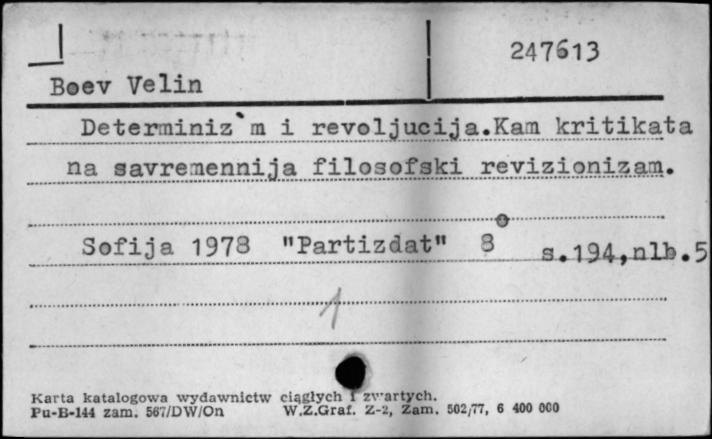 247613
Boev Velin
Determiniz`m i revoljucija.Kam kritikata
na savremennija filosofski revizionizam.
Sofija 1978 "Partizdat" 8° s.194,nlb.5
1
Karta katalogowa wydawnictw ciągłych i zwartych.
Pu-B-144 zam. 567/DW/On W.Z.Graf. Z-2, Zam. 502/77, 6 400 000